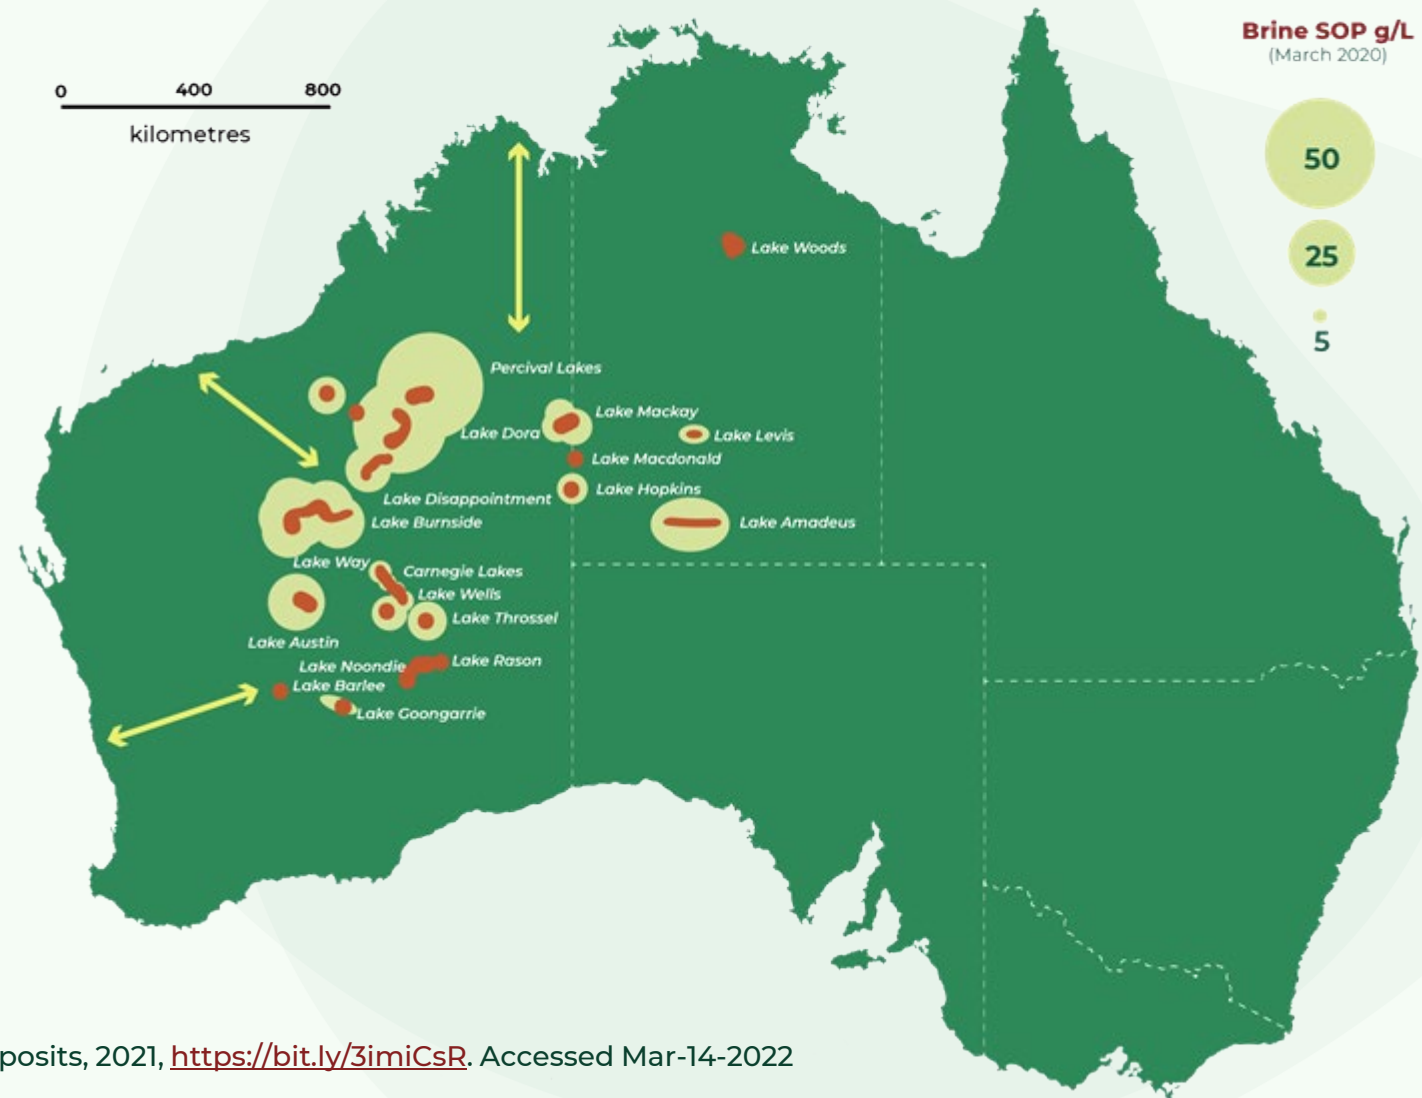 Brine SOP g/L
(March 2020)
50
25
5
0 400 800
kilometres
Lake Woods
Percival Lakes
Lake Mackay
Lake Dora
Lake Levis
Lake Macdonald
Lake Hopkins
Lake Disappointment
Lake Burnside
Lake Amadeus
Lake Way
Carnegie Lakes
Lake Wells
Lake Throssel
Lake Austin
Lake Noondie
Lake Rason
Lake Barlee
Lake Goongarrie
posits, 2021, https://bit.ly/3imiCsR. Accessed Mar-14-2022